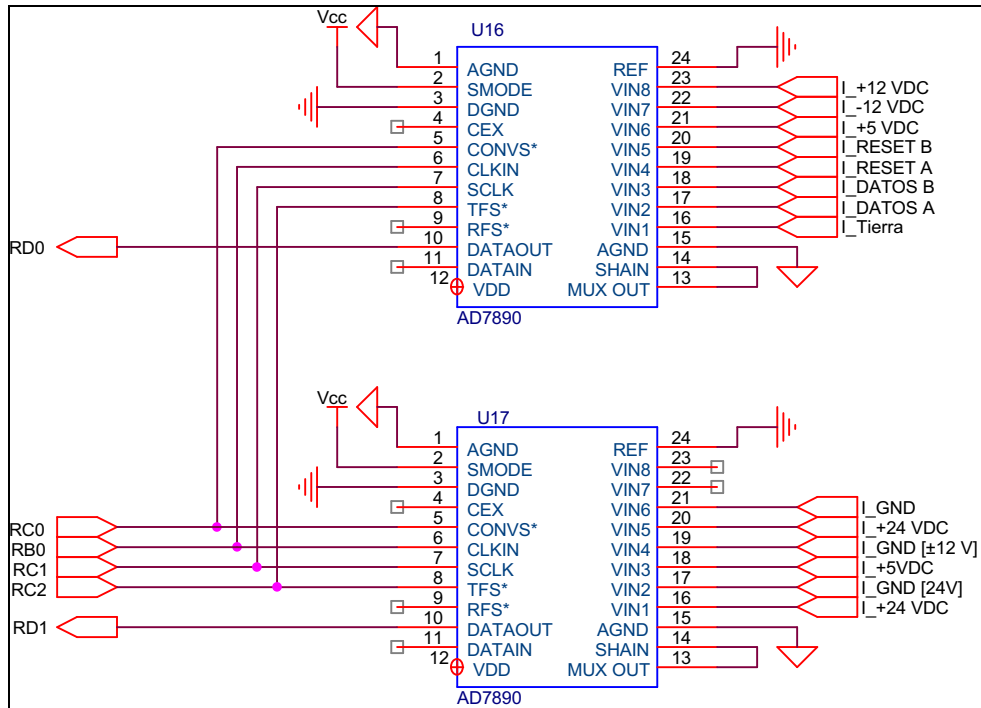 Vcc
U16
1 AGND REF 24
2 SMODE VIN8 23 I_+12 VDC
3 DGND VIN7 22 I_-12 VDC
4 CEX VIN6 21 I_+5 VDC
5 CONVS* VIN5 20 I_RESET B
6 CLKIN VIN4 19 I_RESET A
7 SCLK VIN3 18 I_DATOS B
8 TFS* VIN2 17 I_DATOS A
9 RFS* VIN1 16 I_Tierra
RD0 10 DATAOUT AGND 15
11 DATAIN SHAIN 14
12 VDD MUX OUT 13
AD7890
Vcc
U17
1 AGND REF 24
2 SMODE VIN8 23
3 DGND VIN7 22
4 CEX VIN6 21 I_GND
RC0 5 CONVS* VIN5 20 I_+24 VDC
RB0 6 CLKIN VIN4 19 I_GND [±12 V]
RC1 7 SCLK VIN3 18 I_+5VDC
RC2 8 TFS* VIN2 17 I_GND [24V]
9 RFS* VIN1 16 I_+24 VDC
RD1 10 DATAOUT AGND 15
11 DATAIN SHAIN 14
12 VDD MUX OUT 13
AD7890